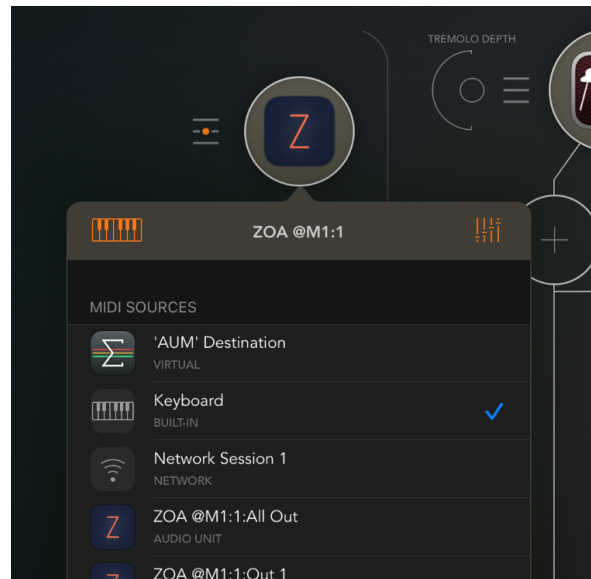 TREMOLO DEPTH
Z
ZOA @M1:1
MIDI SOURCES
'AUM' Destination
VIRTUAL
Keyboard
BUILT-IN
Network Session 1
NETWORK
Z
ZOA @M1:1:All Out
AUDIO UNIT
ZOA @M1:1:Out 1